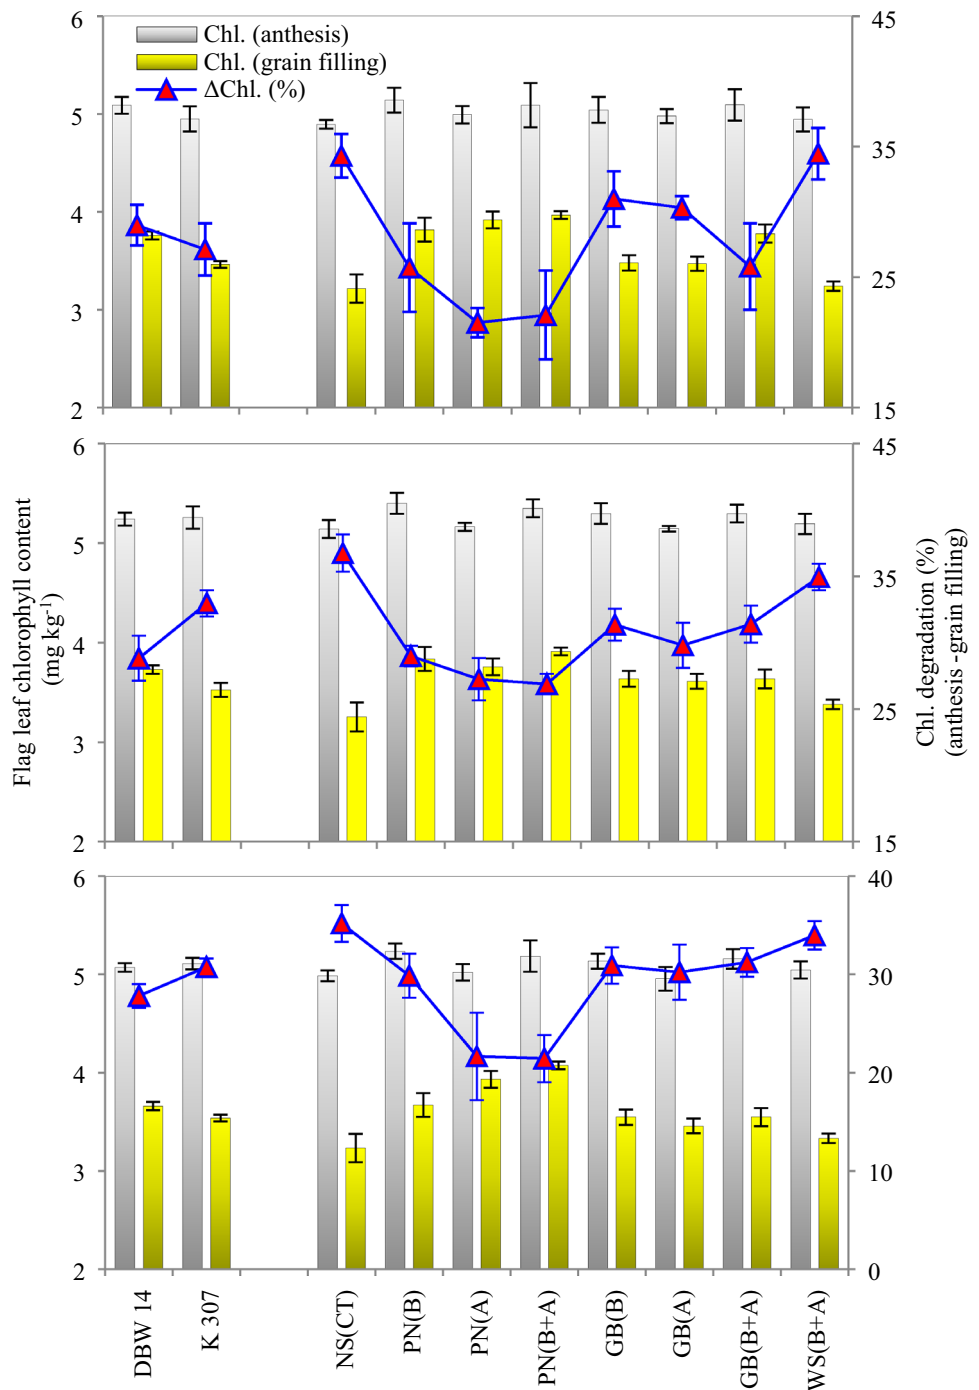 Chl. (anthesis)
Chl. (grain filling)
ΔChl. (%)
6
5
4
3
2
45
35
25
15
6
5
4
3
2
45
35
25
15
Flag leaf chlorophyll content
(mg kg-1)
Chl. degradation (%)
(anthesis -grain filling)
6
5
4
3
2
40
30
20
10
0
DBW 14
K 307
NS(CT)
PN(B)
PN(A)
PN(B+A)
GB(B)
GB(A)
GB(B+A)
WS(B+A)